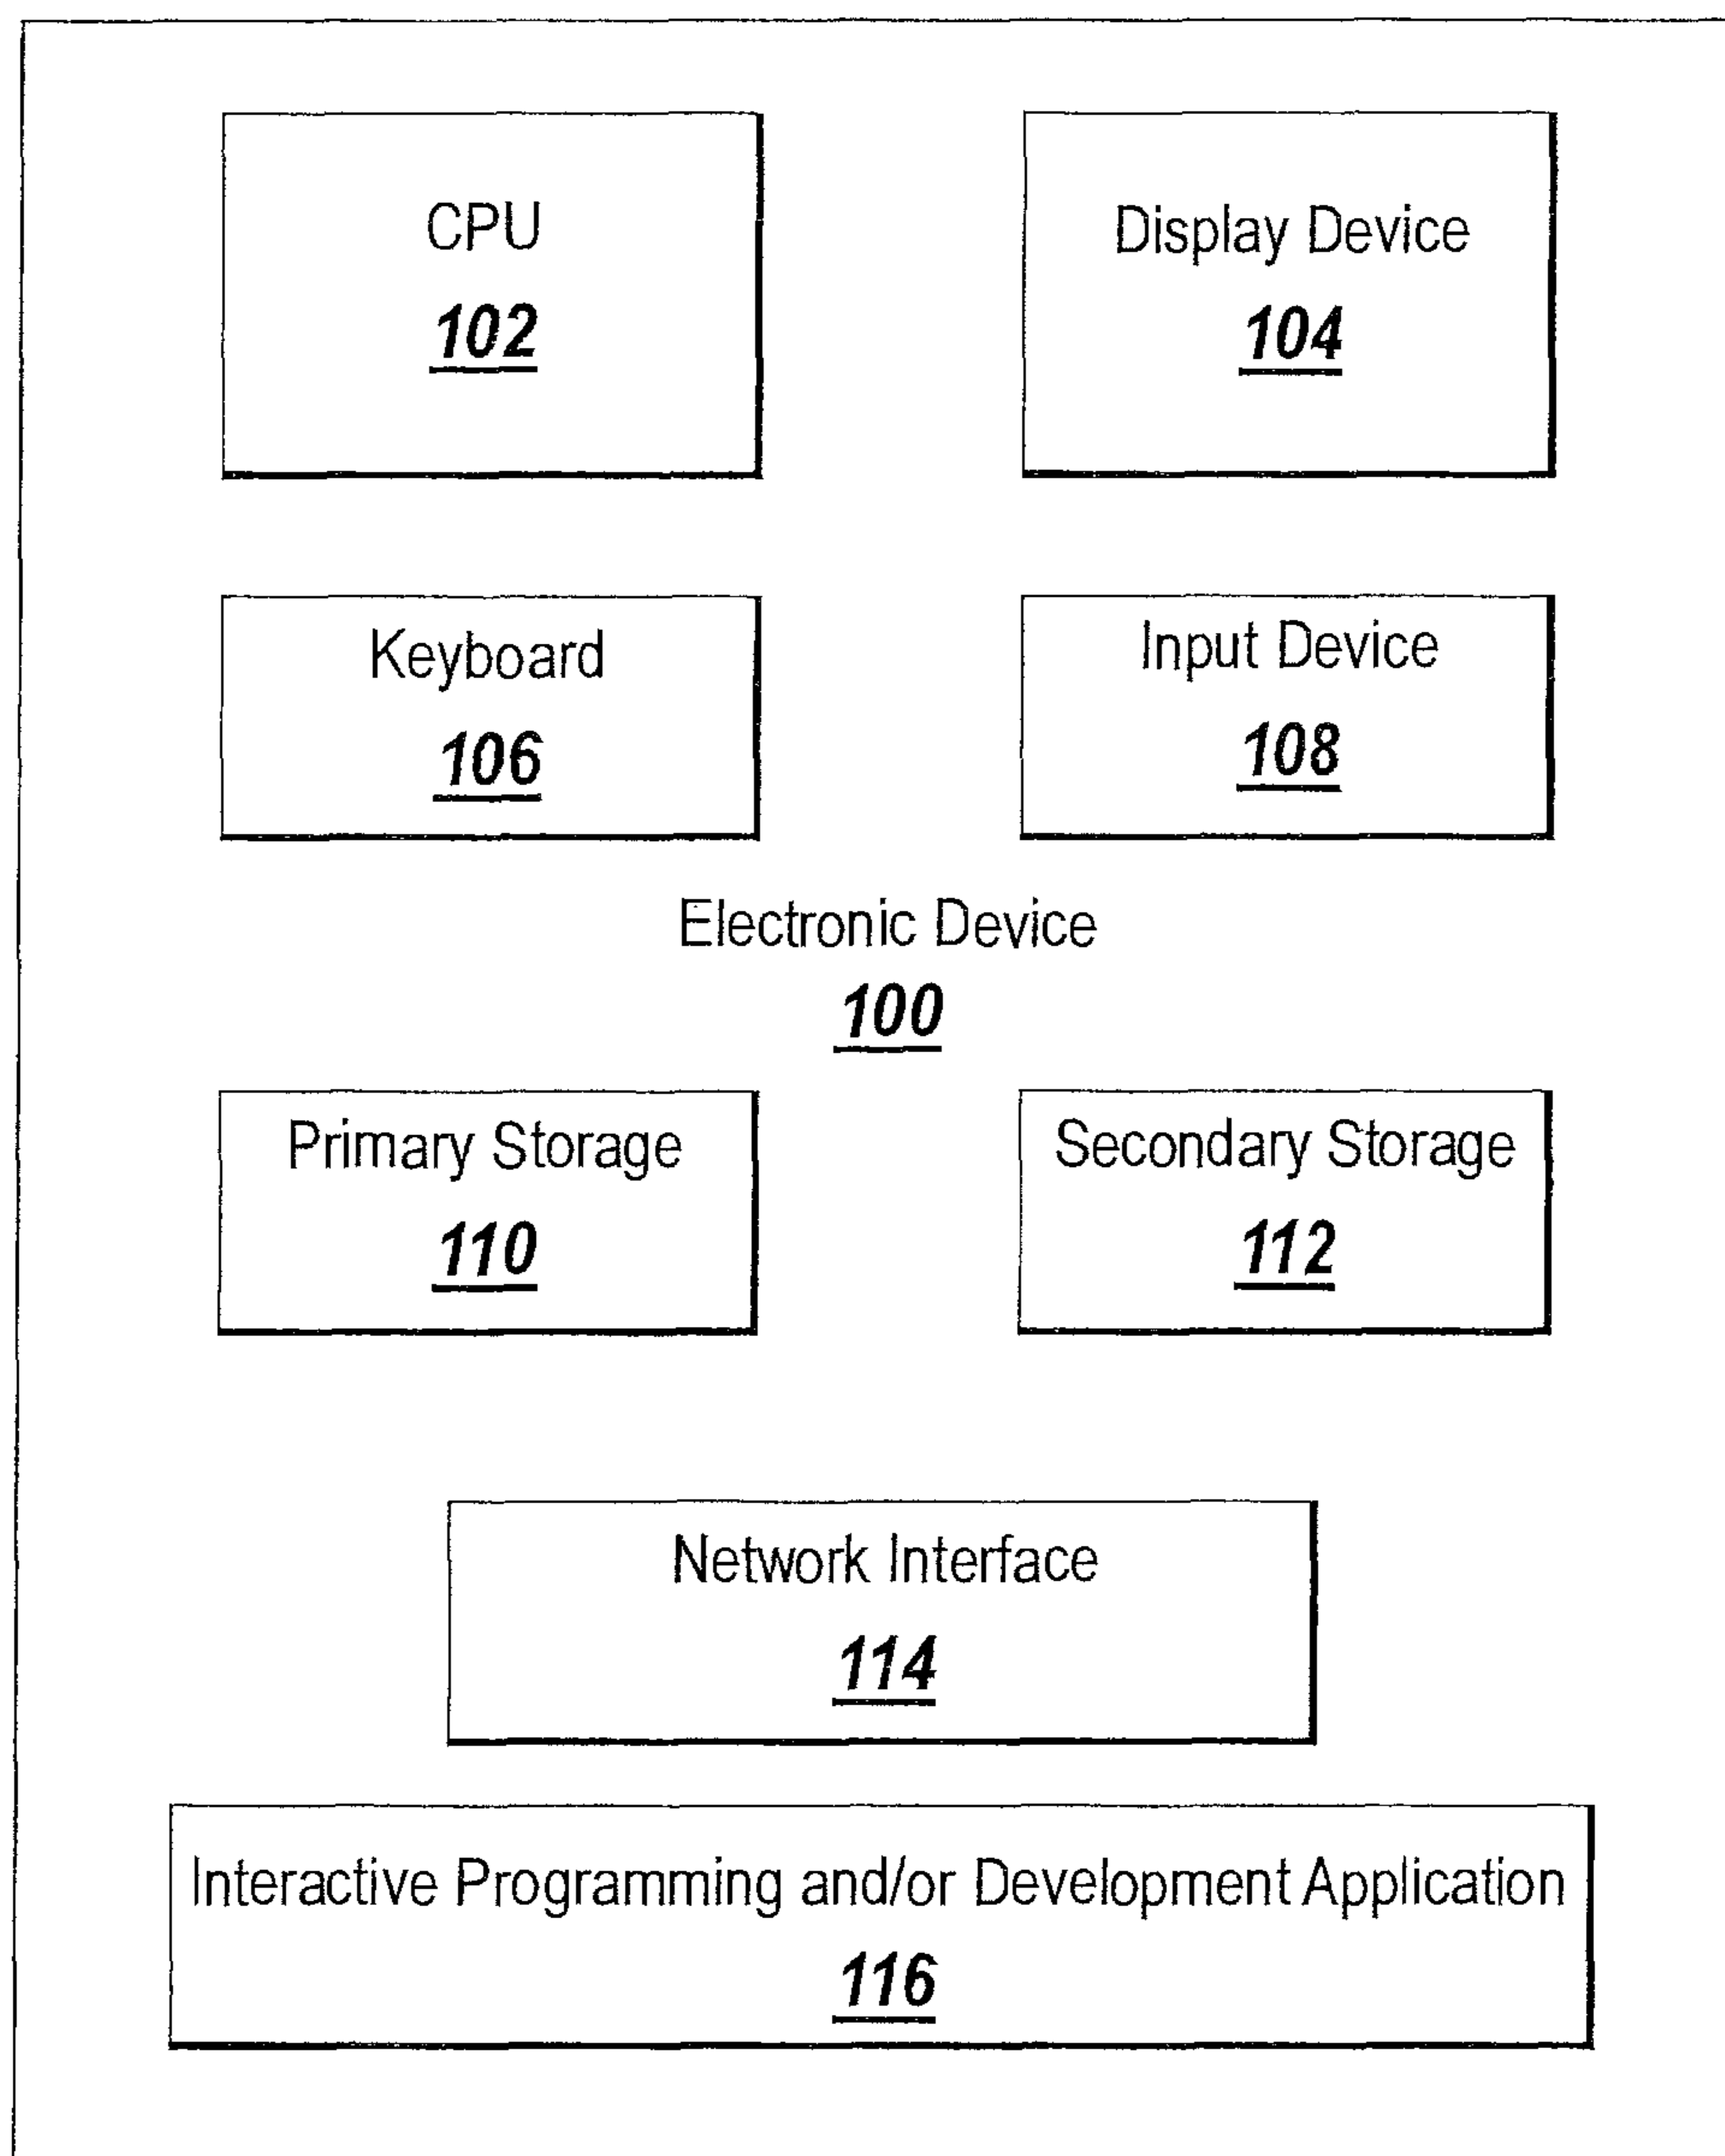 CPU
102
Display Device
104
Keyboard
106
Input Device
108
Electronic Device
100
Primary Storage
110
Secondary Storage
112
Network Interface
114
Interactive Programming and/or Development Application
116